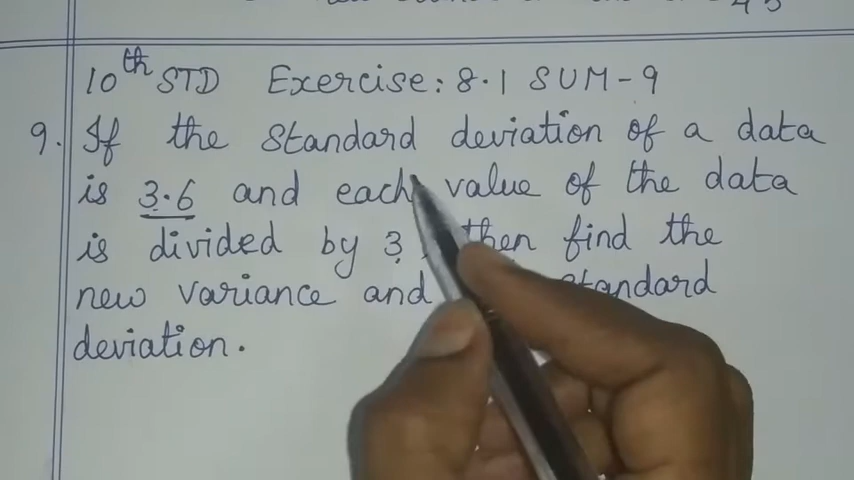 10th STD Exercise: 8.1 SUM-9
9. If the standard deviation of a data
is 3.6 and each value of the data
is divided by 3, then find the
new variance and standard
deviation.